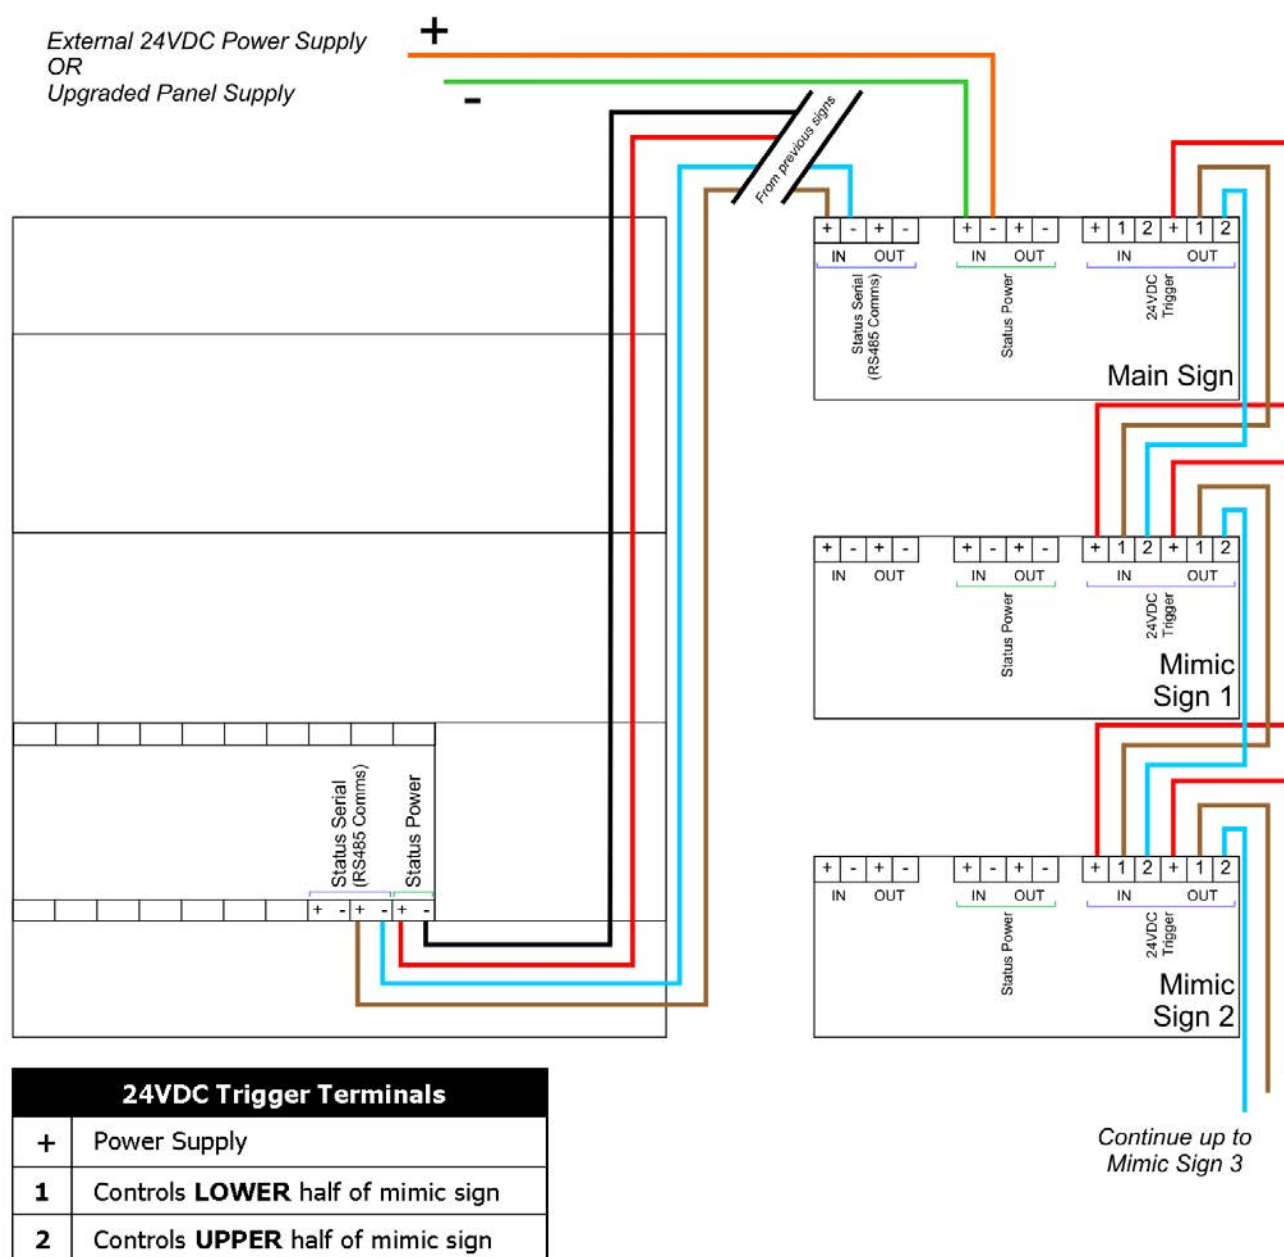 External 24VDC Power Supply
OR
Upgraded Panel Supply
+
-
From previous signs
+ - + -
IN OUT
Status Serial
(RS485 Comms)
+ - + -
IN OUT
Status Power
+ 1 2 + 1 2
IN OUT
24VDC
Trigger
Main Sign
+ - + -
IN OUT
+ - + -
IN OUT
Status Power
+ 1 2 + 1 2
IN OUT
24VDC
Trigger
Mimic
Sign 1
Status Serial
(RS485 Comms)
Status Power
+ - + - + -
+ - + -
IN OUT
+ - + -
IN OUT
Status Power
+ 1 2 + 1 2
IN OUT
24VDC
Trigger
Mimic
Sign 2
Continue up to
Mimic Sign 3
24VDC Trigger Terminals
+ Power Supply
1 Controls LOWER half of mimic sign
2 Controls UPPER half of mimic sign